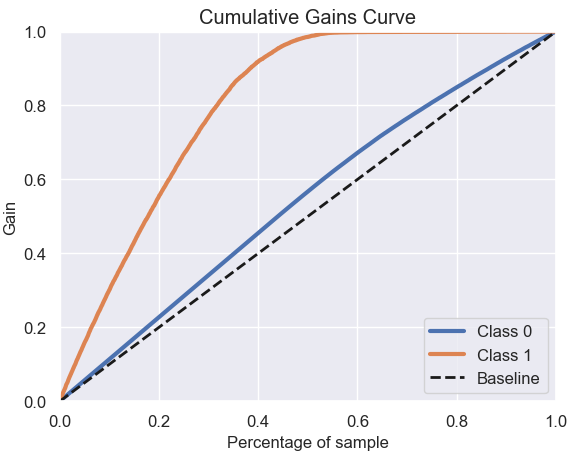 Cumulative Gains Curve
1.0
0.8
0.6
0.4
0.2
0.0
Gain
0.0 0.2 0.4 0.6 0.8 1.0
Percentage of sample
Class 0
Class 1
Baseline